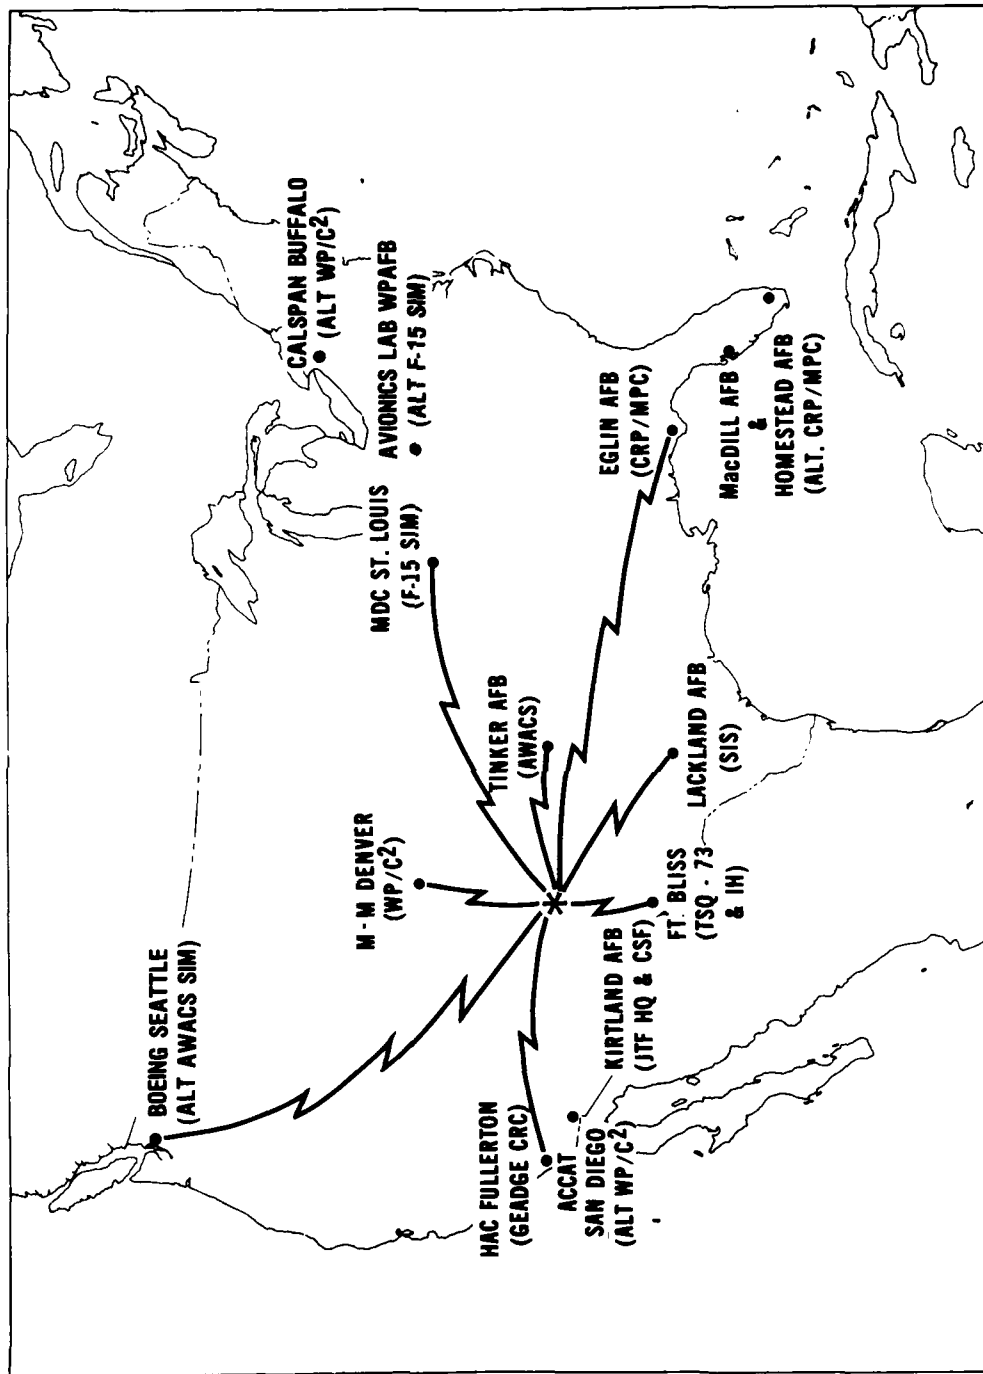 BOEING SEATTLE
(ALT AWACS SIM)
M-M DENVER
(WP/C²)
MDC ST. LOUIS
(F-15 SIM)
CALSPAN BUFFALO
(ALT WP/C²)
AVIONICS LAB WPAFB
(ALT F-15 SIM)
TINKER AFB
(AWACS)
EGLIN AFB
(CRP/MPC)
MacDILL AFB
&
HOMESTEAD AFB
(ALT. CRP/MPC)
LACKLAND AFB
(SIS)
FT. BLISS
(TSQ - 73
& IH)
KIRTLAND AFB
(JTF HQ & CSF)
HAC FULLERTON
(GEADGE CRC)
ACCAT
SAN DIEGO
(ALT WP/C²)